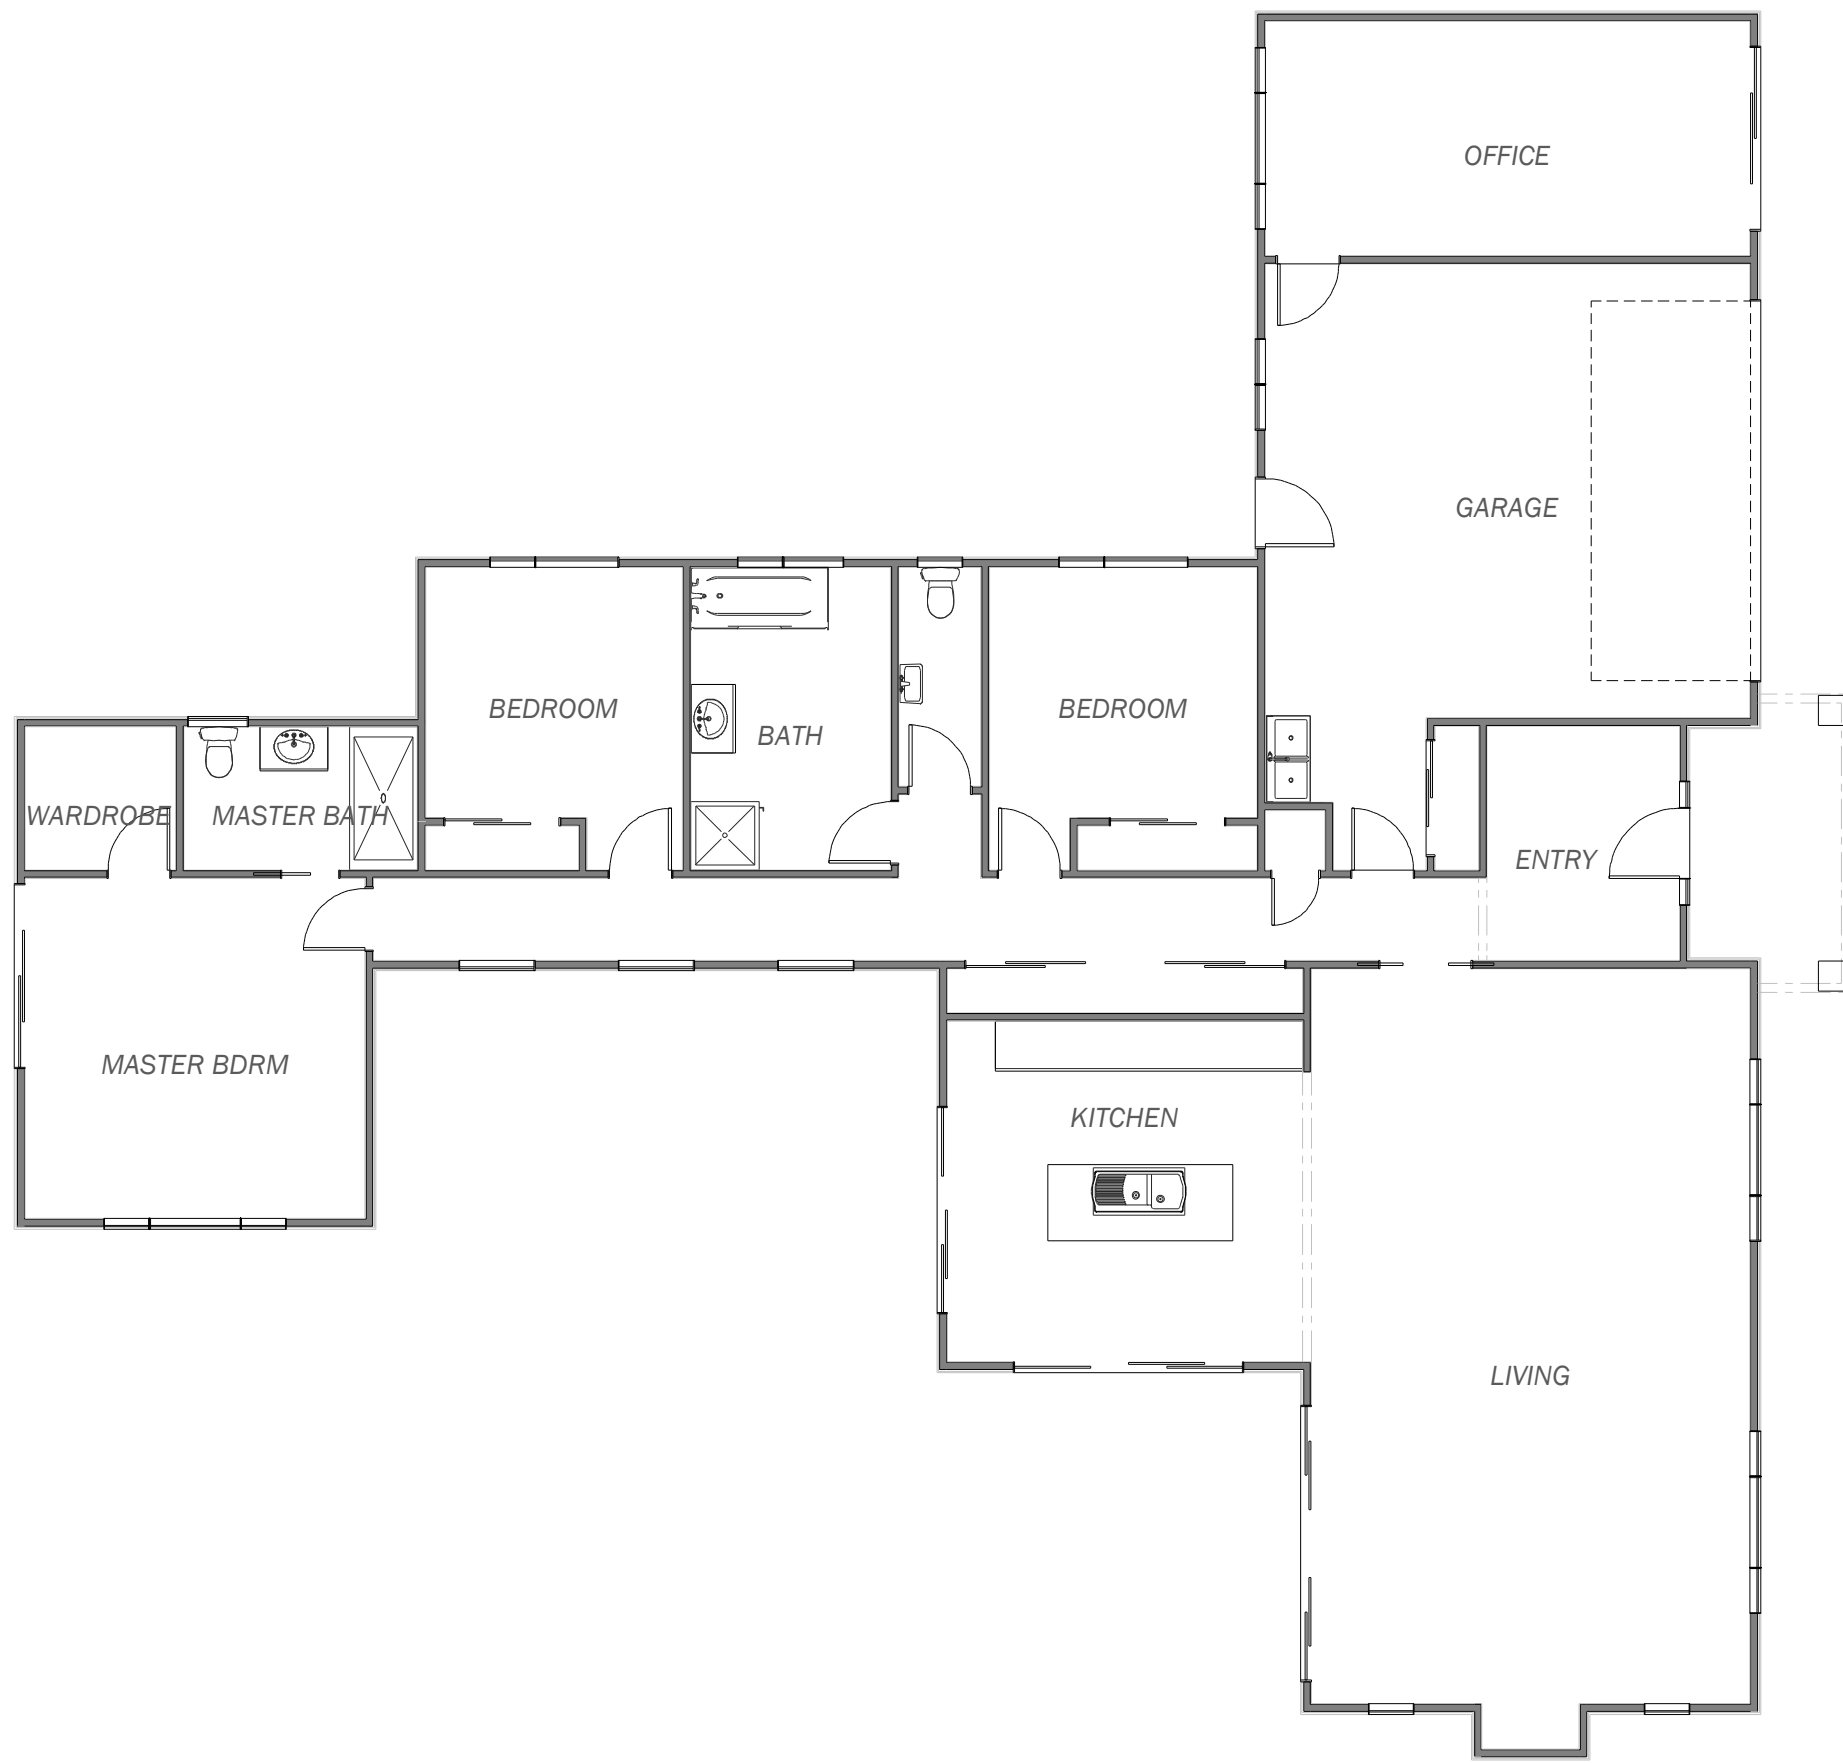 OFFICE
GARAGE
BEDROOM
BATH
BEDROOM
WARDROBE
MASTER BATH
ENTRY
MASTER BDRM
KITCHEN
LIVING